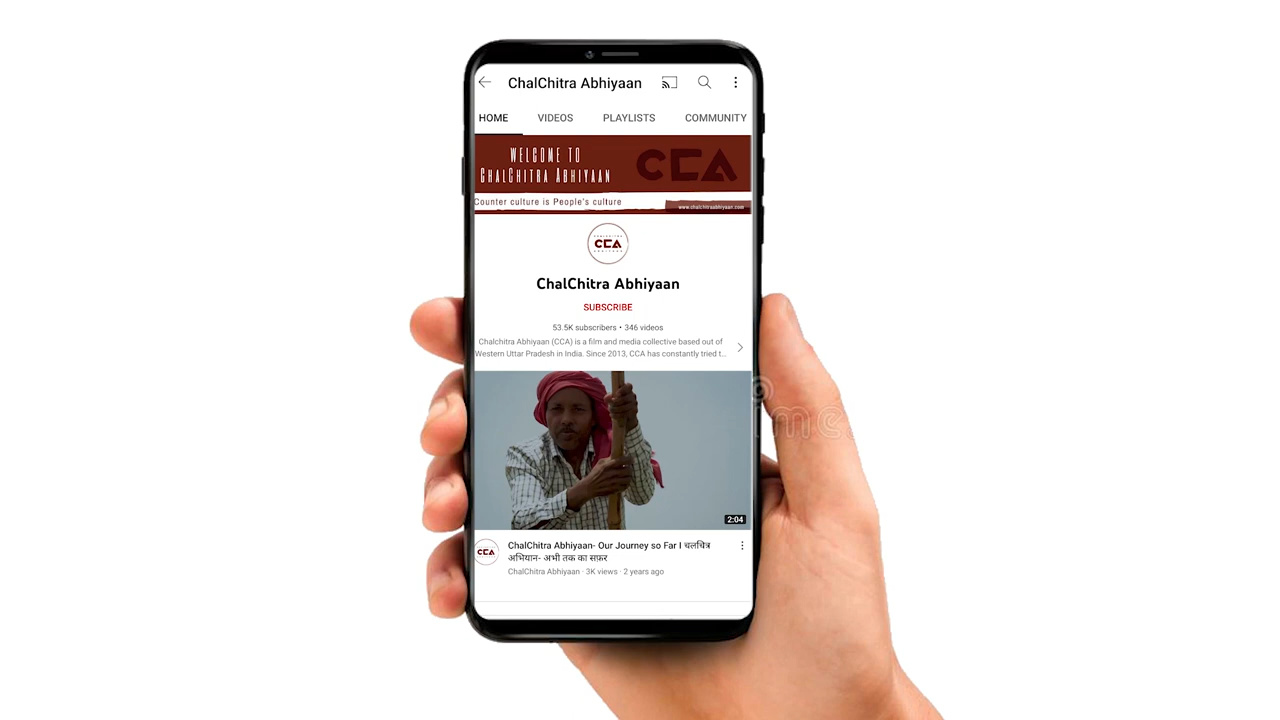 ChalChitra Abhiyaan
HOME VIDEOS PLAYLISTS COMMUNITY
WELCOME TO
CHALCHITRA ABHIYAAN
CCA
Counter culture is People's culture
www.chalchitraabhiyaan.com
CCA
ChalChitra Abhiyaan
SUBSCRIBE
53.5K subscribers • 346 videos
Chalchitra Abhiyaan (CCA) is a film and media collective based out of
Western Uttar Pradesh in India. Since 2013, CCA has constantly tried t...
2:04
CCA
ChalChitra Abhiyaan- Our Journey so Far I चलचित्र
अभियान- अभी तक का सफ़र
ChalChitra Abhiyaan · 3K views · 2 years ago